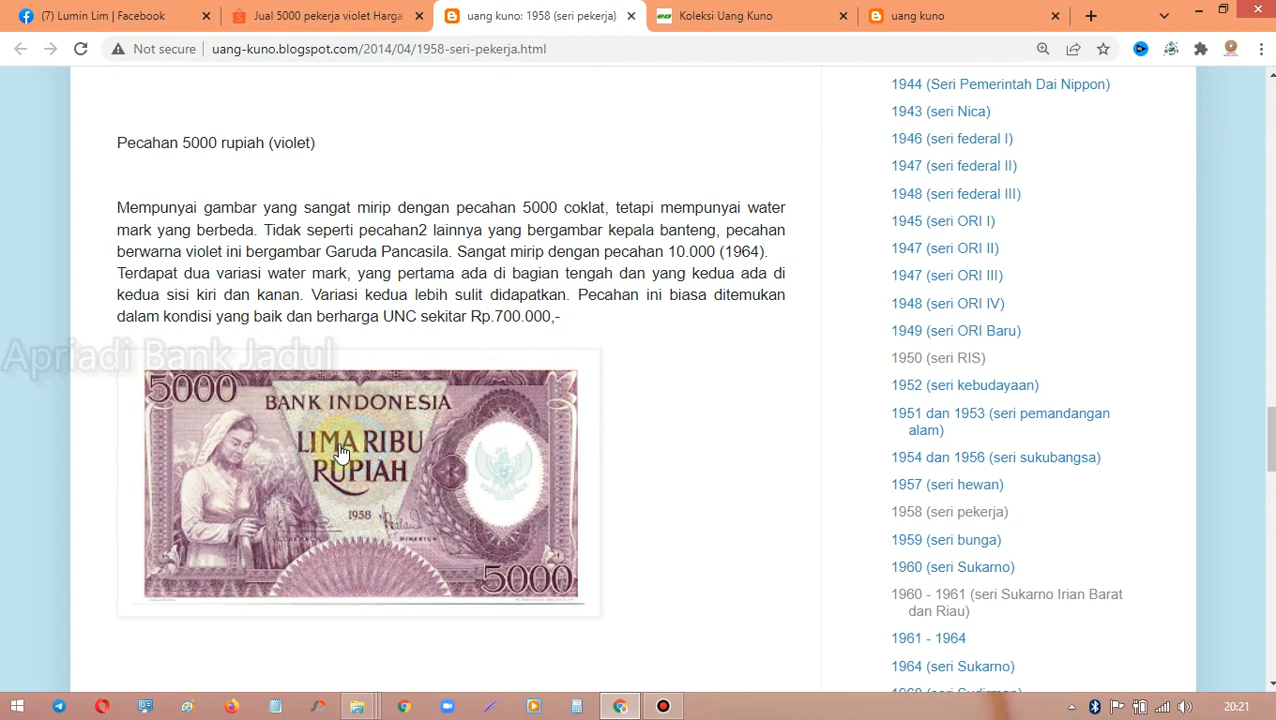 (7) Lumin Lim | Facebook
Jual 5000 pekerja violet Harga
uang kuno: 1958 (seri pekerja)
Koleksi Uang Kuno
uang kuno
Not secure
uang-kuno.blogspot.com/2014/04/1958-seri-pekerja.html
Pecahan 5000 rupiah (violet)
Mempunyai gambar yang sangat mirip dengan pecahan 5000 coklat, tetapi mempunyai water
mark yang berbeda. Tidak seperti pecahan2 lainnya yang bergambar kepala banteng, pecahan
berwarna violet ini bergambar Garuda Pancasila. Sangat mirip dengan pecahan 10.000 (1964).
Terdapat dua variasi water mark, yang pertama ada di bagian tengah dan yang kedua ada di
kedua sisi kiri dan kanan. Variasi kedua lebih sulit didapatkan. Pecahan ini biasa ditemukan
dalam kondisi yang baik dan berharga UNC sekitar Rp.700.000,-
Apriadi Bank Jadul
5000
BANK INDONESIA
LIMA RIBU
RUPIAH
1958
DIREKTUR
5000
1944 (Seri Pemerintah Dai Nippon)
1943 (seri Nica)
1946 (seri federal I)
1947 (seri federal II)
1948 (seri federal III)
1945 (seri ORI I)
1947 (seri ORI II)
1947 (seri ORI III)
1948 (seri ORI IV)
1949 (seri ORI Baru)
1950 (seri RIS)
1952 (seri kebudayaan)
1951 dan 1953 (seri pemandangan
alam)
1954 dan 1956 (seri sukubangsa)
1957 (seri hewan)
1958 (seri pekerja)
1959 (seri bunga)
1960 (seri Sukarno)
1960 - 1961 (seri Sukarno Irian Barat
dan Riau)
1961 - 1964
1964 (seri Sukarno)
20:21